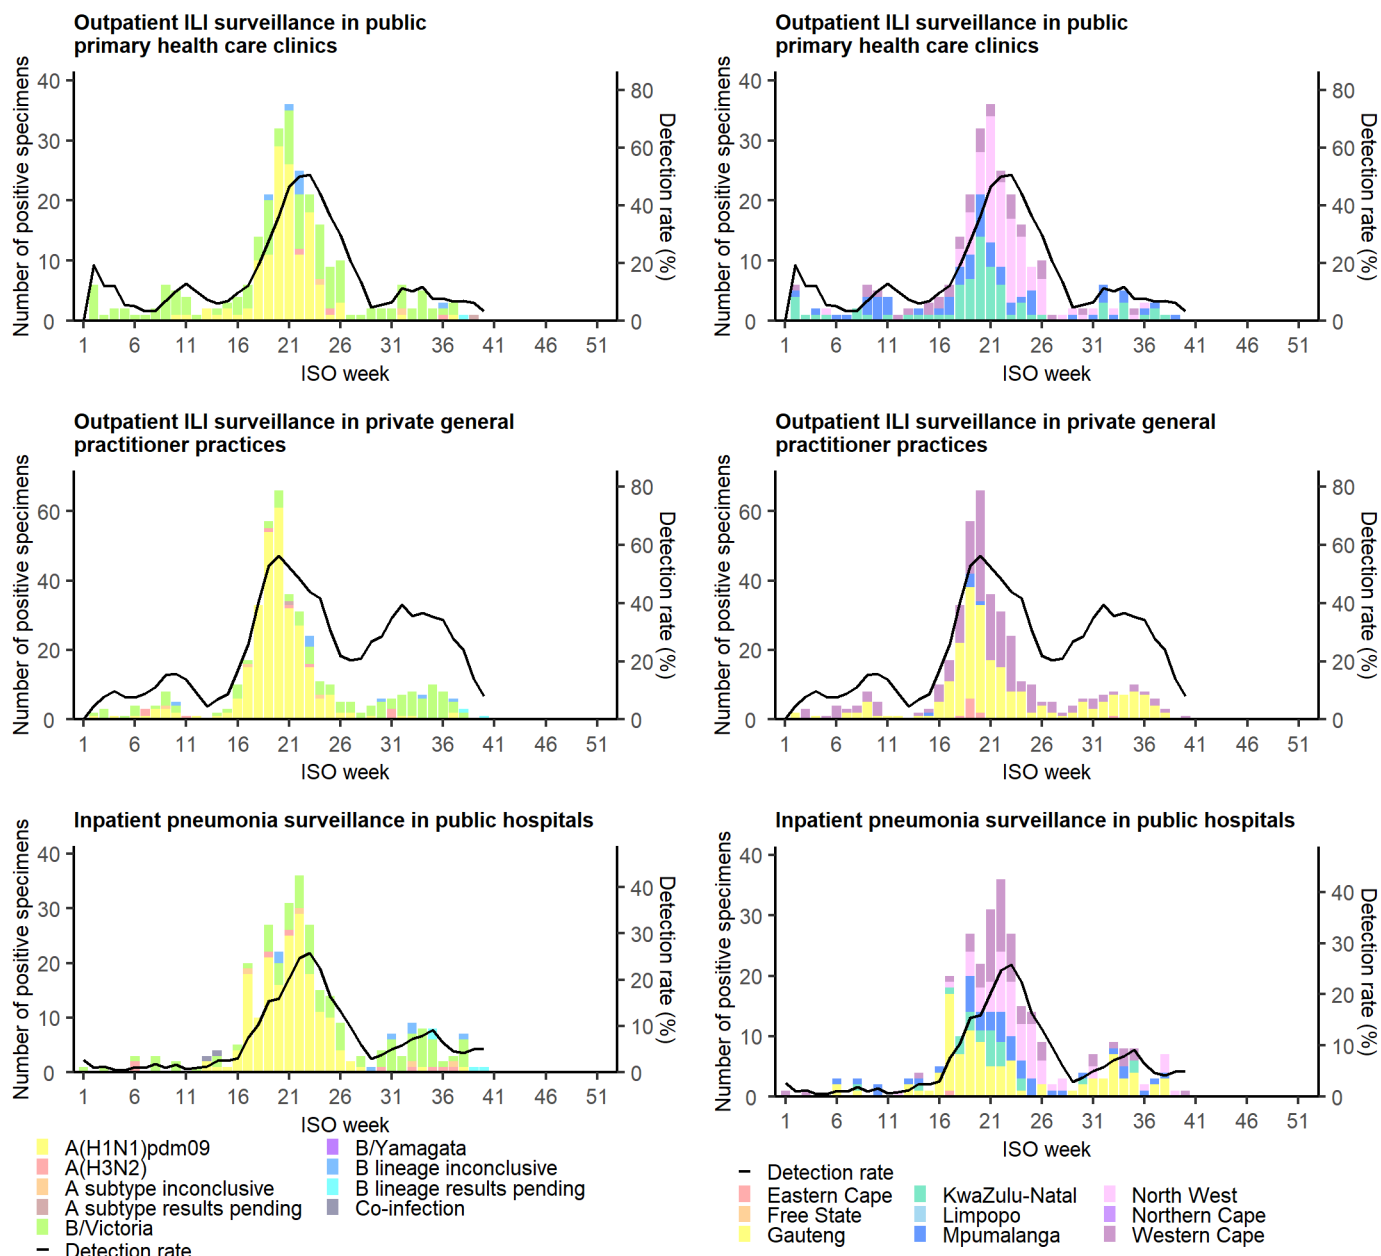 Outpatient ILI surveillance in public
primary health care clinics
Number of positive specimens
40
30
20
10
0
80
60
40
20
0
Detection rate (%)
1 6 11 16 21 26 31 36 41 46 51
ISO week
Outpatient ILI surveillance in public
primary health care clinics
Number of positive specimens
40
30
20
10
0
80
60
40
20
0
Detection rate (%)
1 6 11 16 21 26 31 36 41 46 51
ISO week
Outpatient ILI surveillance in private general
practitioner practices
Number of positive specimens
60
40
20
0
80
60
40
20
0
Detection rate (%)
1 6 11 16 21 26 31 36 41 46 51
ISO week
Outpatient ILI surveillance in private general
practitioner practices
Number of positive specimens
60
40
20
0
80
60
40
20
0
Detection rate (%)
1 6 11 16 21 26 31 36 41 46 51
ISO week
Inpatient pneumonia surveillance in public hospitals
Number of positive specimens
40
30
20
10
0
40
30
20
10
0
Detection rate (%)
1 6 11 16 21 26 31 36 41 46 51
ISO week
A(H1N1)pdm09
A(H3N2)
A subtype inconclusive
A subtype results pending
B/Victoria
Detection rate
B/Yamagata
B lineage inconclusive
B lineage results pending
Co-infection
Inpatient pneumonia surveillance in public hospitals
Number of positive specimens
40
30
20
10
0
40
30
20
10
0
Detection rate (%)
1 6 11 16 21 26 31 36 41 46 51
ISO week
Detection rate
Eastern Cape
Free State
Gauteng
KwaZulu-Natal
Limpopo
Mpumalanga
North West
Northern Cape
Western Cape